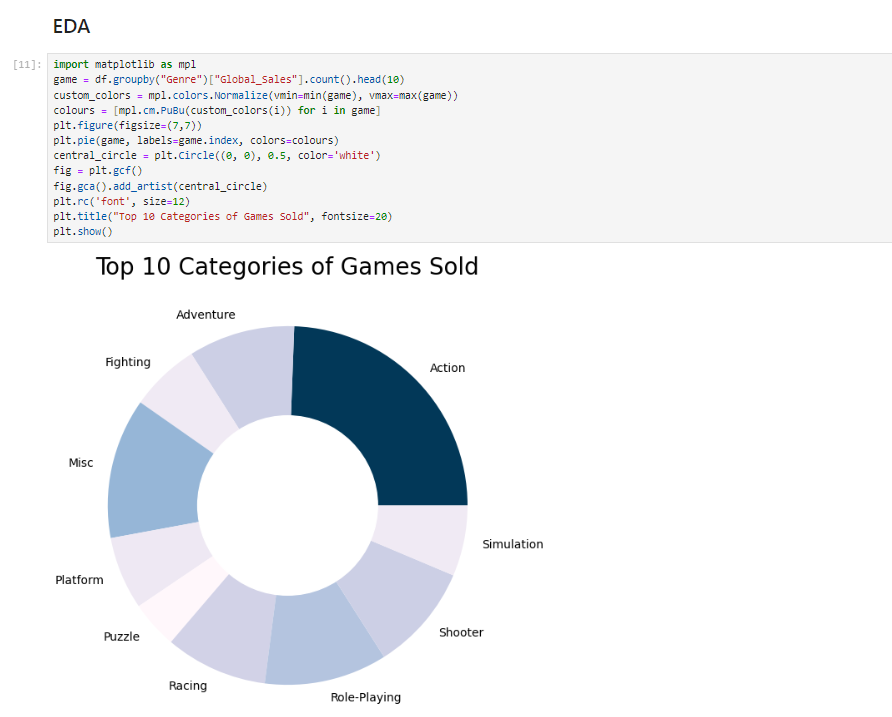 EDA
[11]: import matplotlib as mpl
game = df.groupby("Genre")["Global_Sales"].count().head(10)
custom_colors = mpl.colors.Normalize(vmin=min(game), vmax=max(game))
colours = [mpl.cm.PuBu(custom_colors(i)) for i in game]
plt.figure(figsize=(7,7))
plt.pie(game, labels=game.index, colors=colours)
central_circle = plt.Circle((0, 0), 0.5, color='white')
fig = plt.gcf()
fig.gca().add_artist(central_circle)
plt.rc('font', size=12)
plt.title("Top 10 Categories of Games Sold", fontsize=20)
plt.show()
Top 10 Categories of Games Sold
Adventure
Fighting
Action
Misc
Simulation
Platform
Shooter
Puzzle
Racing
Role-Playing